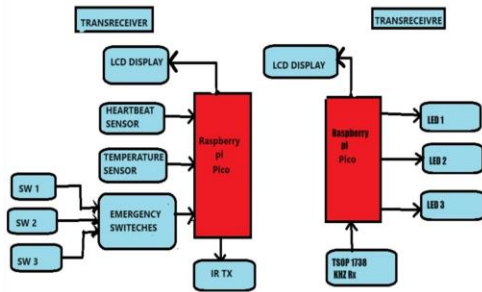 TRANSRECEIVER
TRANSRECEIVRE
LCD DISPLAY
LCD DISPLAY
HEARTBEAT
SENSOR
TEMPERATURE
SENSOR
Raspberry
pi
Pico
SW 1
SW 2
SW 3
EMERGENCY
SWITECHES
IR TX
Raspberry
pi
Pico
LED 1
LED 2
LED 3
TSOP 1738
KHZ Rx